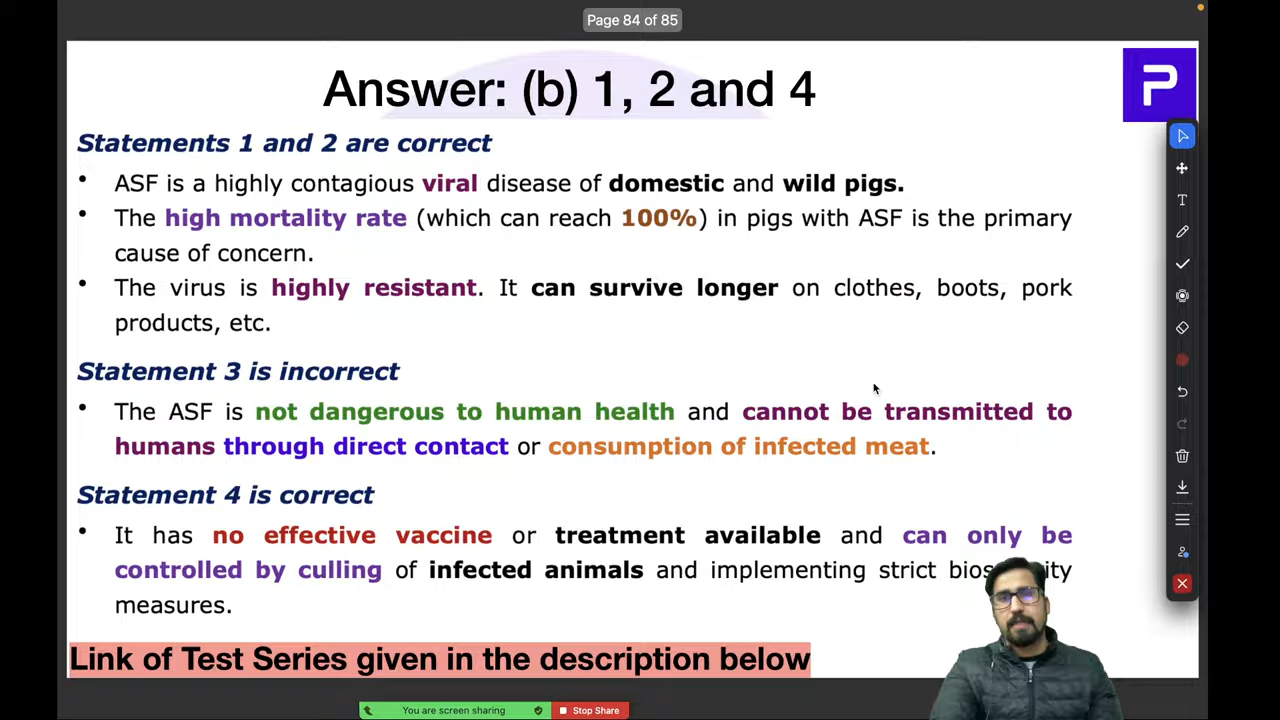 Page 84 of 85
Answer: (b) 1, 2 and 4
P
Statements 1 and 2 are correct
• ASF is a highly contagious viral disease of domestic and wild pigs.
• The high mortality rate (which can reach 100%) in pigs with ASF is the primary
cause of concern.
• The virus is highly resistant. It can survive longer on clothes, boots, pork
products, etc.
Statement 3 is incorrect
• The ASF is not dangerous to human health and cannot be transmitted to
humans through direct contact or consumption of infected meat.
Statement 4 is correct
• It has no effective vaccine or treatment available and can only be
controlled by culling of infected animals and implementing strict
measures.
Link of Test Series given in the description below
You are screen sharing
Stop Share
T